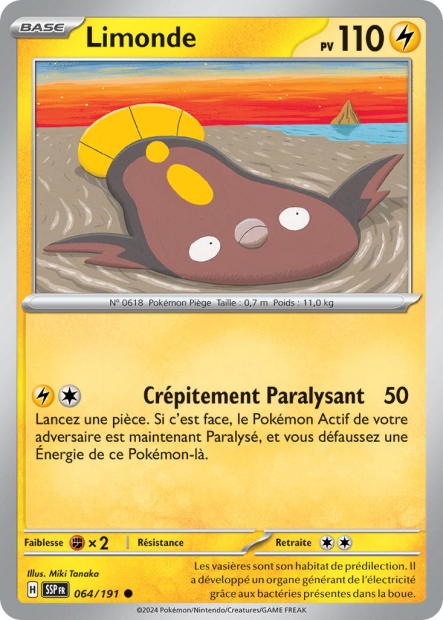 BASE
Limonde PV 110
N° 0618 Pokémon Piège Taille : 0,7 m Poids : 11,0 kg
Crépitement Paralysant 50
Lancez une pièce. Si c'est face, le Pokémon Actif de votre
adversaire est maintenant Paralysé, et vous défaussez une
Énergie de ce Pokémon-là.
Faiblesse ×2 Résistance Retraite
Illus. Miki Tanaka
H SSP FR 064/191
Les vasières sont son habitat de prédilection. Il
a développé un organe générant de l'électricité
grâce aux bactéries présentes dans la boue.
©2024 Pokémon/Nintendo/Creatures/GAME FREAK